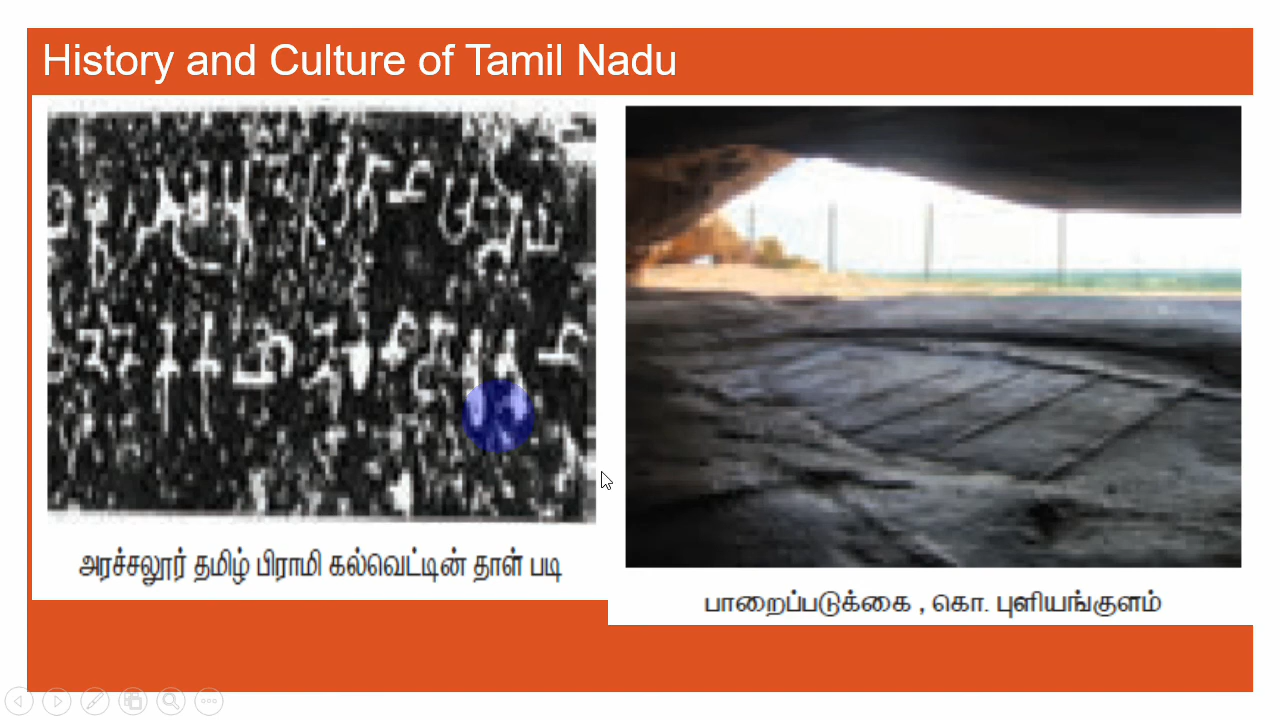 History and Culture of Tamil Nadu
அரச்சலூர் தமிழ் பிராமி கல்வெட்டின் தாள் படி
பாறைப்படுக்கை , கொ. புளியங்குளம்